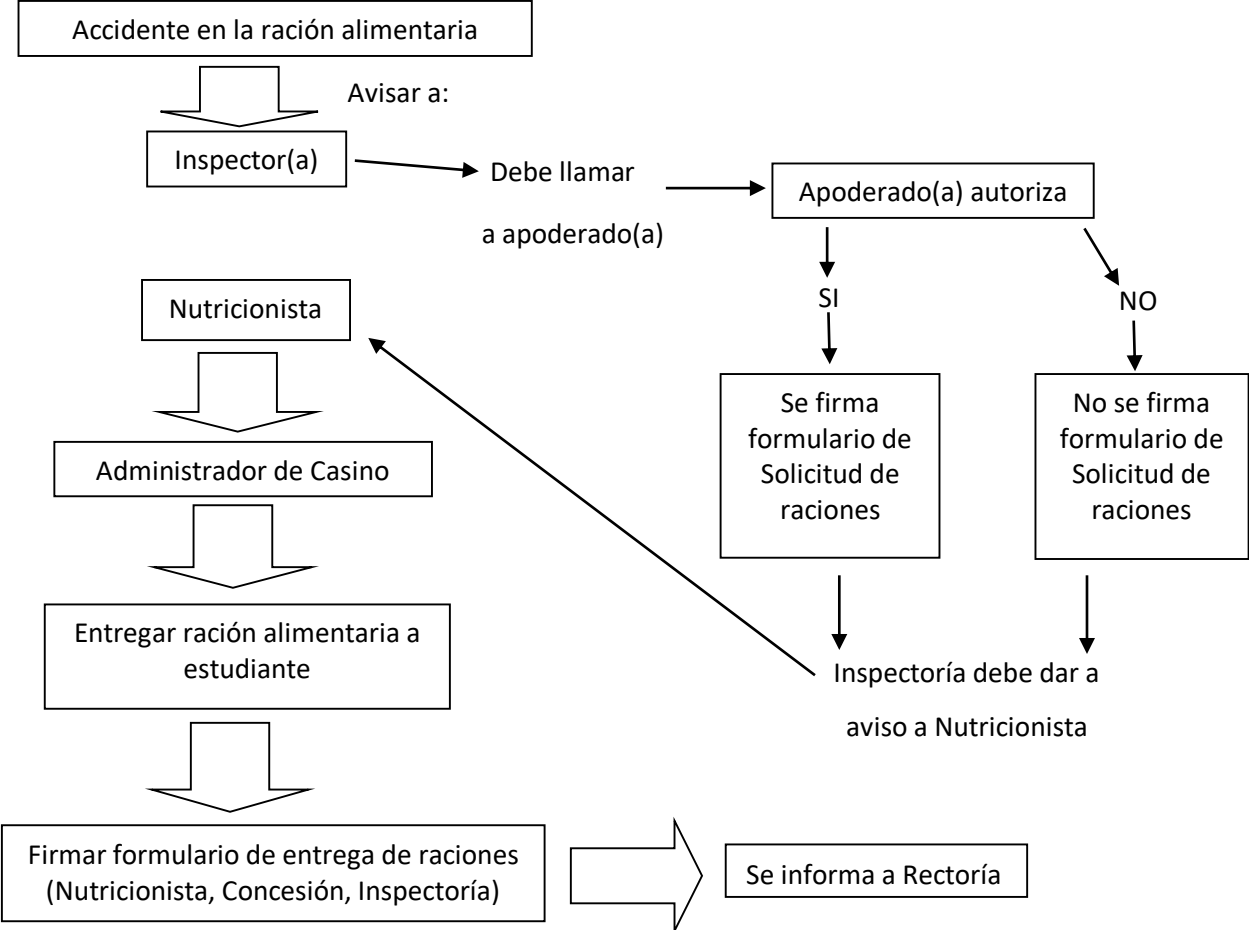 Accidente en la ración alimentaria
Avisar a:
Inspector(a)
Debe llamar
a apoderado(a)
Apoderado(a) autoriza
SI
NO
Se firma
formulario de
Solicitud de
raciones
No se firma
formulario de
Solicitud de
raciones
Inspectoría debe dar a
aviso a Nutricionista
Nutricionista
Administrador de Casino
Entregar ración alimentaria a
estudiante
Firmar formulario de entrega de raciones
(Nutricionista, Concesión, Inspectoría)
Se informa a Rectoría